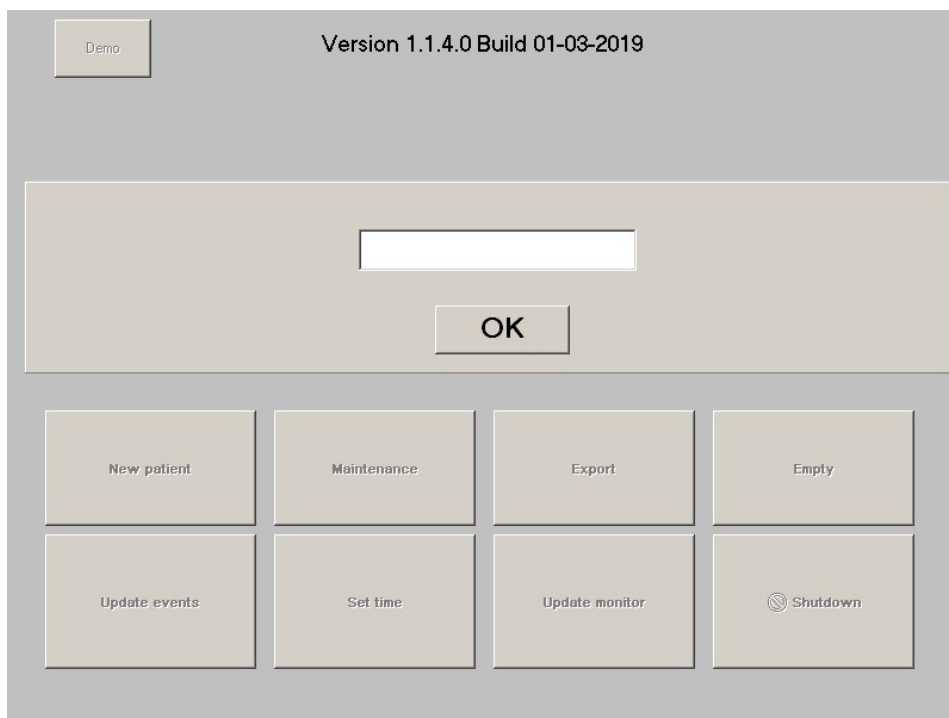 Demo
Version 1.1.4.0 Build 01-03-2019
OK
New patient
Maintenance
Export
Empty
Update events
Set time
Update monitor
Shutdown